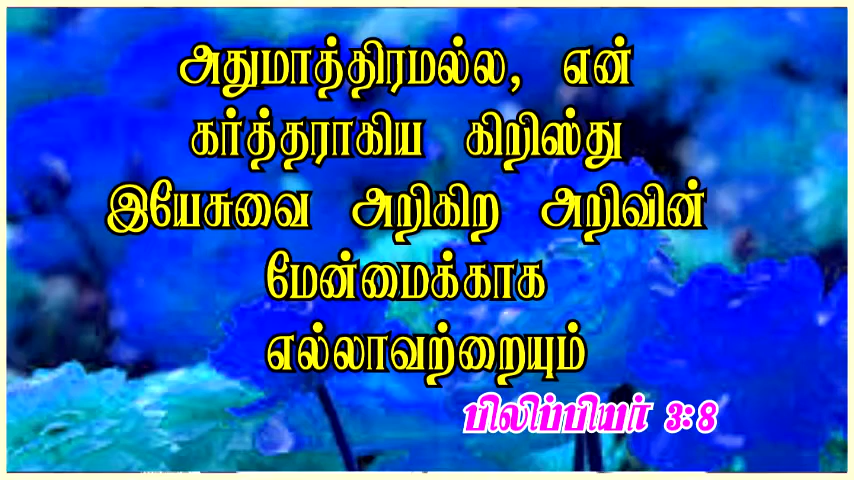 அதுமாத்திரமல்ல, என்
கர்த்தராகிய கிறிஸ்து
இயேசுவை அறிகிற அறிவின்
மேன்மைக்காக
எல்லாவற்றையும்
பிலிப்பியர் 3:8